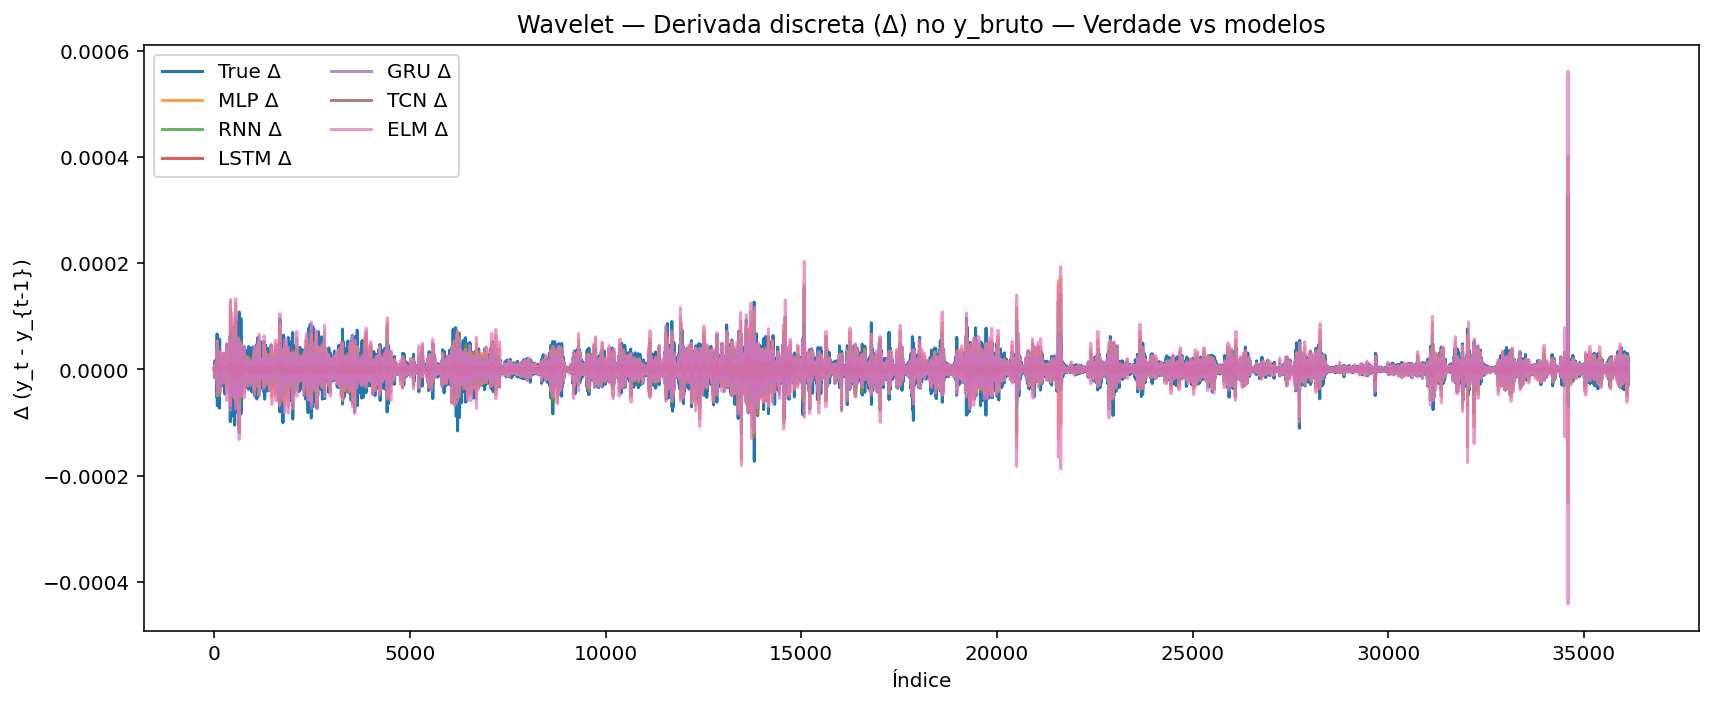 Wavelet — Derivada discreta (Δ) no y_bruto — Verdade vs modelos
0.0006
0.0004
0.0002
0.0000
−0.0002
−0.0004
Δ (y_t - y_{t-1})
True Δ
MLP Δ
RNN Δ
LSTM Δ
GRU Δ
TCN Δ
ELM Δ
0
5000
10000
15000
20000
25000
30000
35000
Índice